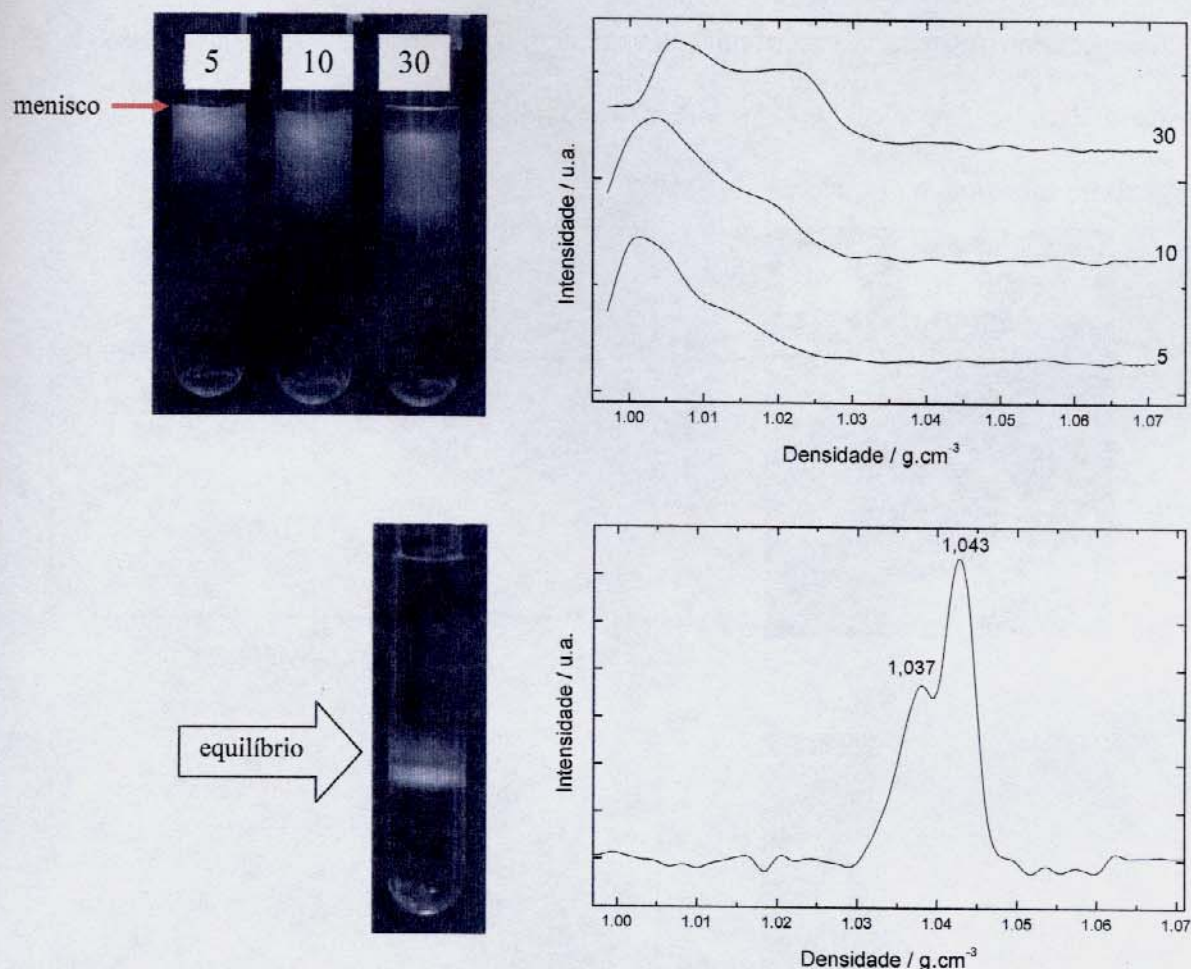 5 10 30
menisco
Intensidade / u.a.
30
10
5
1.00 1.01 1.02 1.03 1.04 1.05 1.06 1.07
Densidade / g.cm⁻³
equilíbrio
Intensidade / u.a.
1,043
1,037
1.00 1.01 1.02 1.03 1.04 1.05 1.06 1.07
Densidade / g.cm⁻³